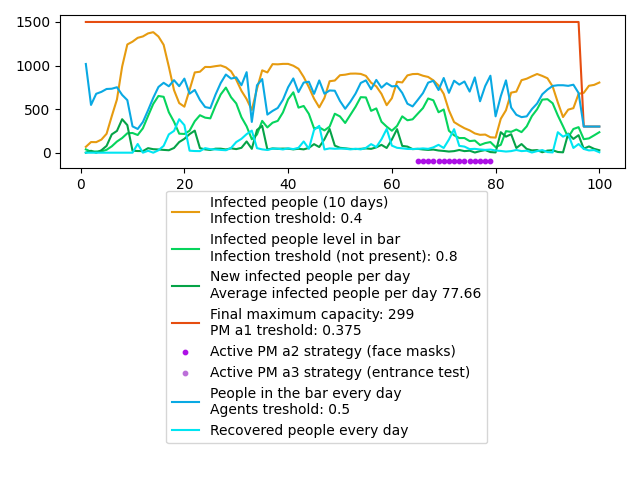 1500
1000
500
0
0
20
40
60
80
100
Infected people (10 days)
Infection treshold: 0.4
Infected people level in bar
Infection treshold (not present): 0.8
New infected people per day
Average infected people per day 77.66
Final maximum capacity: 299
PM a1 treshold: 0.375
Active PM a2 strategy (face masks)
Active PM a3 strategy (entrance test)
People in the bar every day
Agents treshold: 0.5
Recovered people every day